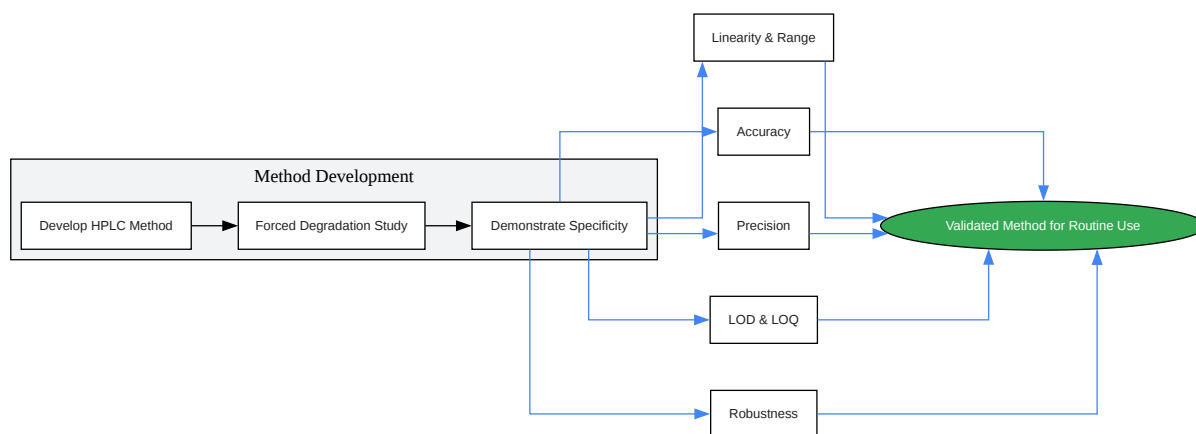 Linearity & Range
Accuracy
Method Development
Develop HPLC Method
Forced Degradation Study
Demonstrate Specificity
Precision
Validated Method for Routine Use
LOD & LOQ
Robustness